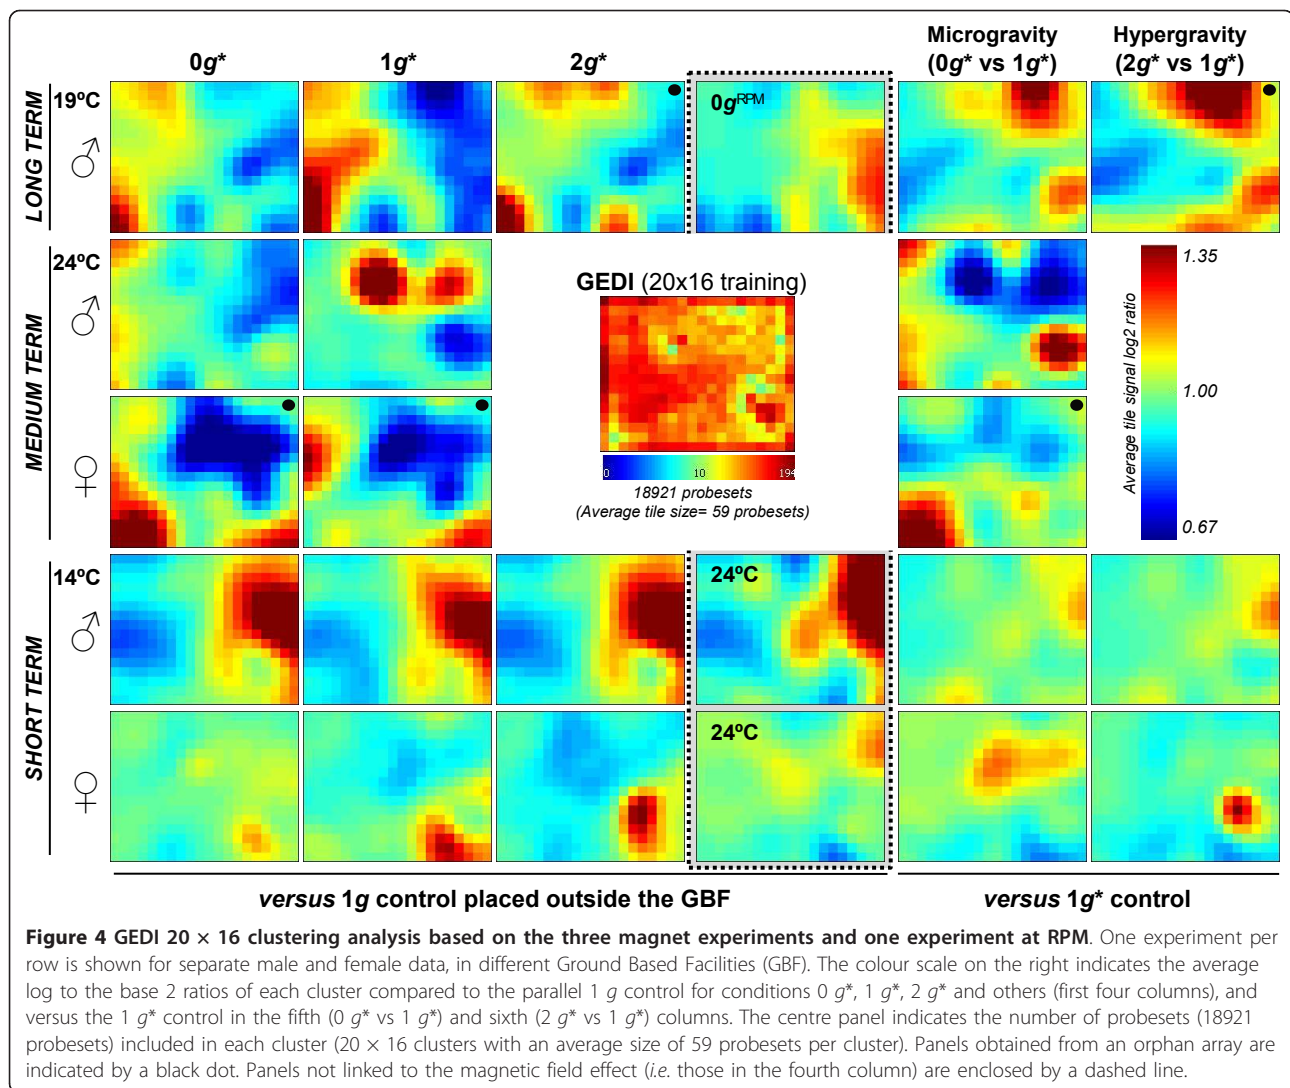 0g*
1g*
2g*
Microgravity
(0g* vs 1g*)
Hypergravity
(2g* vs 1g*)
LONG TERM
19ºC
♂
0gRPM
MEDIUM TERM
24ºC
♂
♀
GEDI (20x16 training)
0 10 194
18921 probesets
(Average tile size= 59 probesets)
Average tile signal log2 ratio
1.35
1.00
0.67
SHORT TERM
14ºC
♂
♀
24ºC
24ºC
versus 1g control placed outside the GBF
versus 1g* control
Figure 4 GEDI 20 × 16 clustering analysis based on the three magnet experiments and one experiment at RPM. One experiment per
row is shown for separate male and female data, in different Ground Based Facilities (GBF). The colour scale on the right indicates the average
log to the base 2 ratios of each cluster compared to the parallel 1 g control for conditions 0 g*, 1 g*, 2 g* and others (first four columns), and
versus the 1 g* control in the fifth (0 g* vs 1 g*) and sixth (2 g* vs 1 g*) columns. The centre panel indicates the number of probesets (18921
probesets) included in each cluster (20 × 16 clusters with an average size of 59 probesets per cluster). Panels obtained from an orphan array are
indicated by a black dot. Panels not linked to the magnetic field effect (i.e. those in the fourth column) are enclosed by a dashed line.